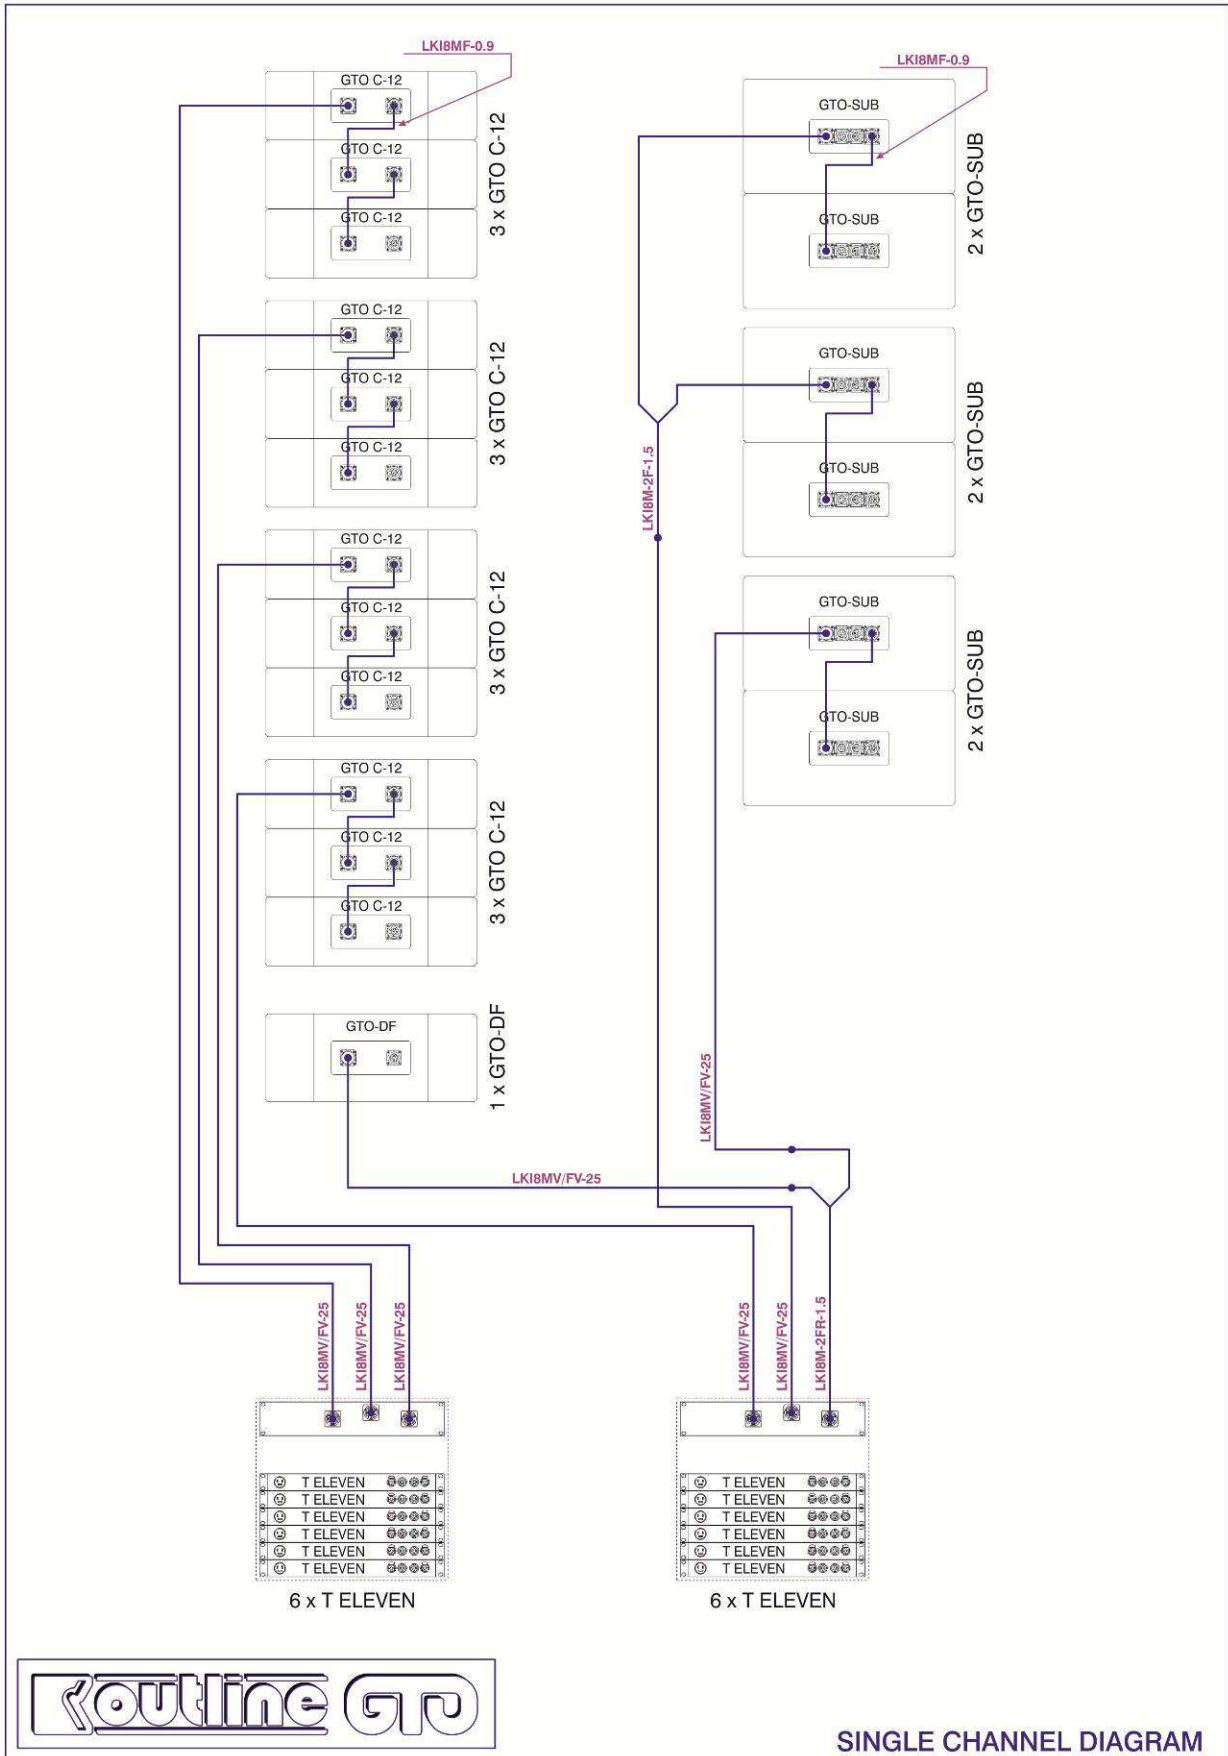 LKI8MF-0.9
GTO C-12
GTO C-12
GTO C-12
3 x GTO C-12
GTO C-12
GTO C-12
GTO C-12
3 x GTO C-12
GTO C-12
GTO C-12
GTO C-12
3 x GTO C-12
GTO C-12
GTO C-12
GTO C-12
3 x GTO C-12
GTO-DF
1 x GTO-DF
LKI8MF-0.9
GTO-SUB
GTO-SUB
2 x GTO-SUB
GTO-SUB
GTO-SUB
2 x GTO-SUB
LKI8M-2F-1.5
GTO-SUB
GTO-SUB
2 x GTO-SUB
LKI8MV/FV-25
LKI8MV/FV-25
LKI8MV/FV-25
LKI8MV/FV-25
LKI8MV/FV-25
LKI8MV/FV-25
LKI8MV/FV-25
LKI8M-2FR-1.5
T ELEVEN
T ELEVEN
T ELEVEN
T ELEVEN
T ELEVEN
T ELEVEN
6 x T ELEVEN
T ELEVEN
T ELEVEN
T ELEVEN
T ELEVEN
T ELEVEN
T ELEVEN
6 x T ELEVEN
outline GTO
SINGLE CHANNEL DIAGRAM